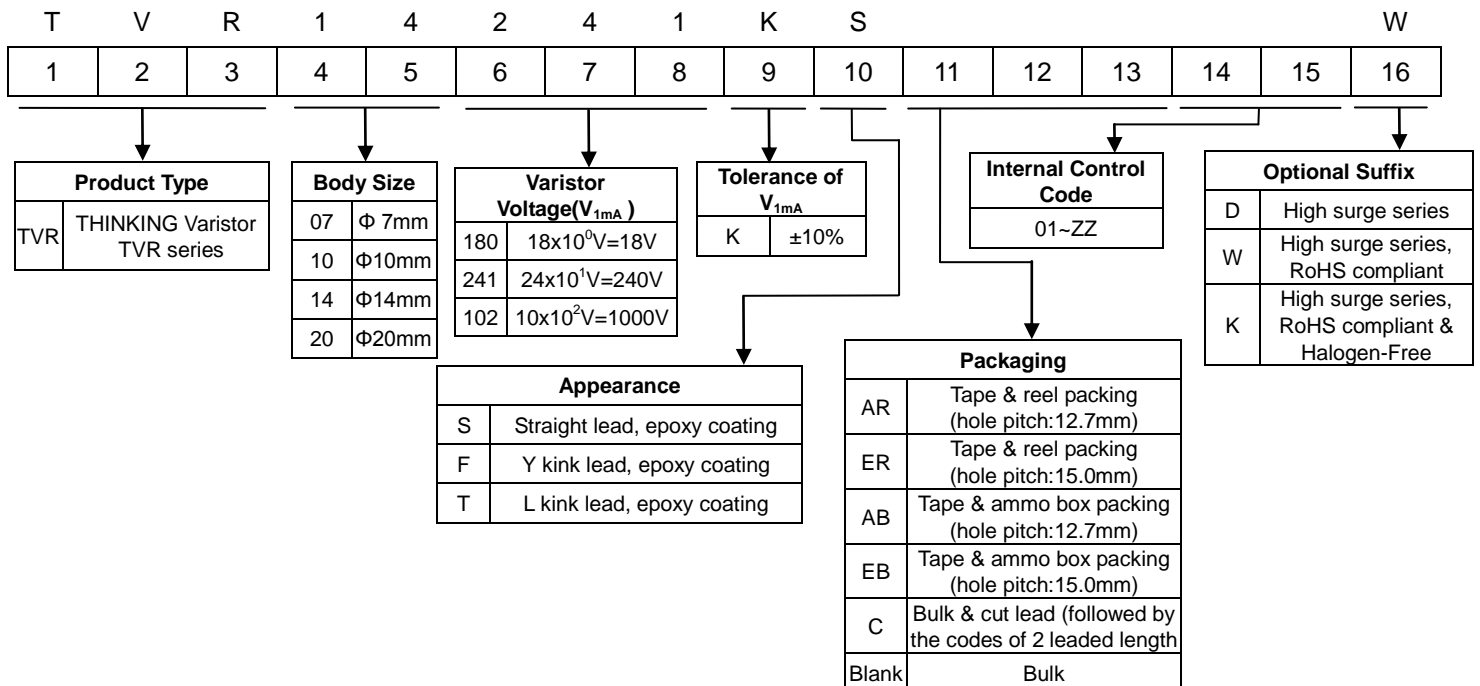 T V R 1 4 2 4 1 K S W
1 2 3 4 5 6 7 8 9 10 11 12 13 14 15 16
Product Type
TVR THINKING Varistor
TVR series
Body Size
07 Φ 7mm
10 Φ10mm
14 Φ14mm
20 Φ20mm
Varistor
Voltage(V1mA )
180 18x10⁰V=18V
241 24x10¹V=240V
102 10x10²V=1000V
Tolerance of
V1mA
K ±10%
Internal Control
Code
01~ZZ
Optional Suffix
D High surge series
W High surge series,
RoHS compliant
K High surge series,
RoHS compliant &
Halogen-Free
Appearance
S Straight lead, epoxy coating
F Y kink lead, epoxy coating
T L kink lead, epoxy coating
Packaging
AR Tape & reel packing
(hole pitch:12.7mm)
ER Tape & reel packing
(hole pitch:15.0mm)
AB Tape & ammo box packing
(hole pitch:12.7mm)
EB Tape & ammo box packing
(hole pitch:15.0mm)
C Bulk & cut lead (followed by
the codes of 2 leaded length
Blank Bulk